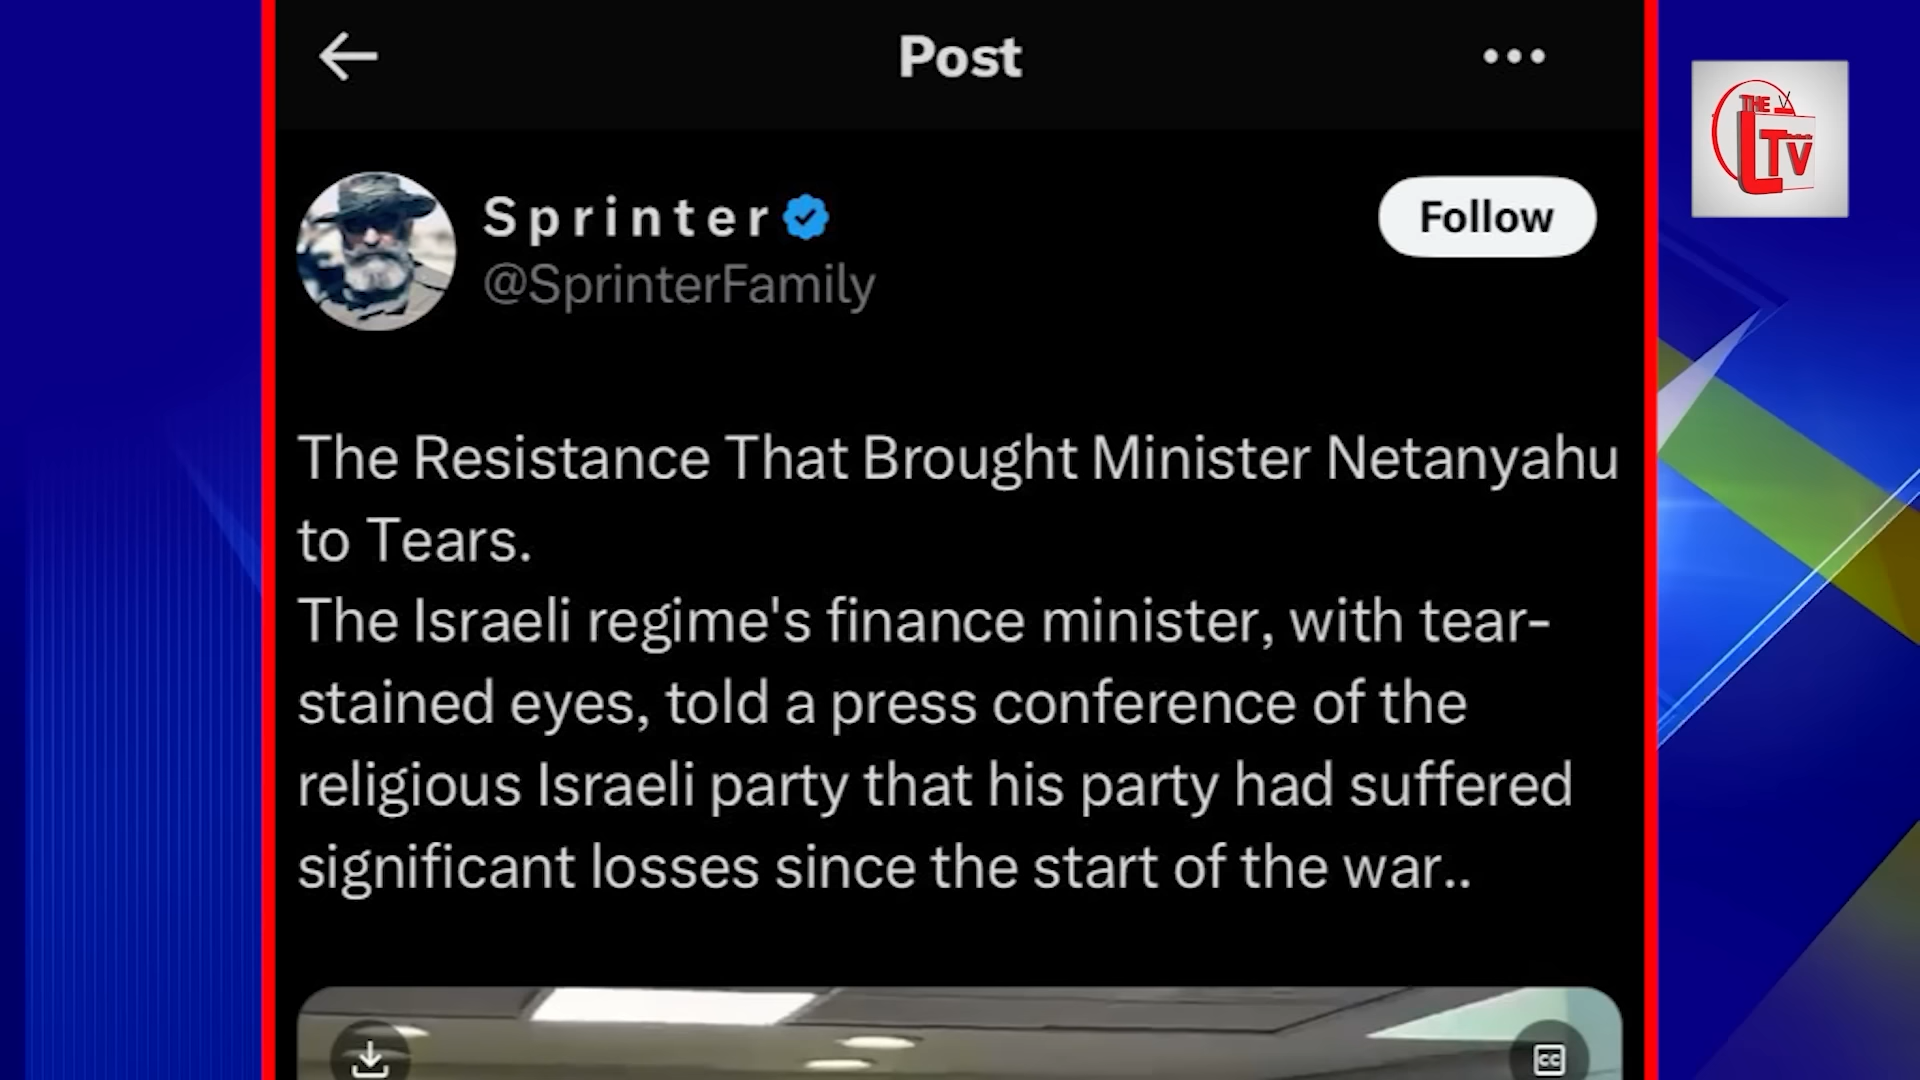 Post
THE
L
TV
Sprinter
Follow
@SprinterFamily
The Resistance That Brought Minister Netanyahu
to Tears.
The Israeli regime's finance minister, with tear-
stained eyes, told a press conference of the
religious Israeli party that his party had suffered
significant losses since the start of the war..
CC